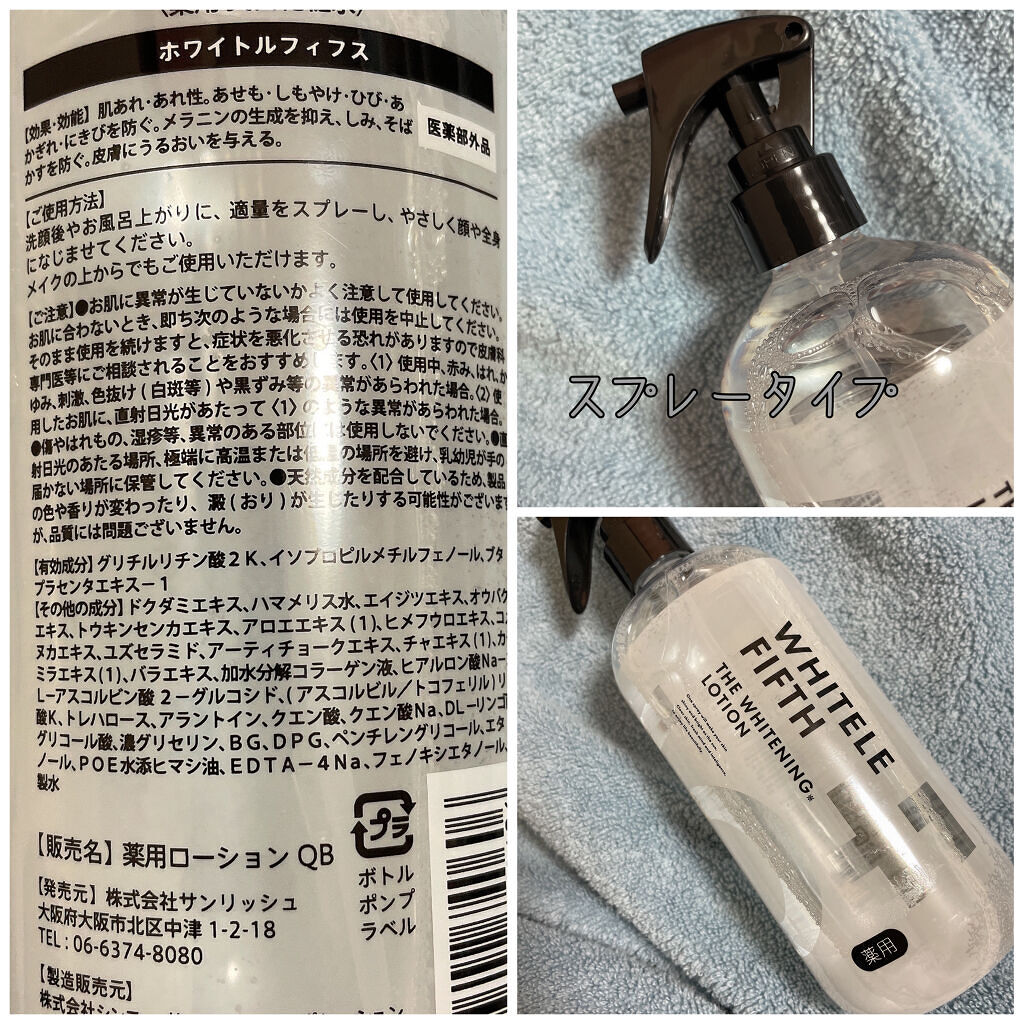 ホワイトルフィフス
【効果・効能】肌あれ・あれ性。あせも・しもやけ・ひび・あ
かぎれ・にきびを防ぐ。メラニンの生成を抑え、しみ、そば
かすを防ぐ。皮膚にうるおいを与える。
医薬部外品
【ご使用方法】
洗顔後やお風呂上がりに、適量をスプレーし、やさしく顔や全身
になじませてください。
メイクの上からでもご使用いただけます。
【ご注意】●お肌に異常が生じていないかよく注意して使用してください。
お肌に合わないとき、即ち次のような場合には使用を中止してください。
そのまま使用を続けますと、症状を悪化させる恐れがありますので皮膚科
専門医等にご相談されることをおすすめします。〈1〉使用中、赤み、はれ、か
ゆみ、刺激、色抜け(白斑等)や黒ずみ等の異常があらわれた場合。〈2〉使
用したお肌に、直射日光があたって〈1〉のような異常があらわれた場合。
●傷やはれもの、湿疹等、異常のある部位には使用しないでください。●直
射日光のあたる場所、極端に高温または低温の場所を避け、乳幼児が手の
届かない場所に保管してください。●天然成分を配合しているため、製品
の色や香りが変わったり、澱(おり)が生じたりする可能性がございます
が、品質には問題ございません。
【有効成分】グリチルリチン酸2K、イソプロピルメチルフェノール、ブタ
プラセンタエキス-1
【その他の成分】ドクダミエキス、ハマメリス水、エイジツエキス、オウバク
エキス、トウキンセンカエキス、アロエエキス(1)、ヒメフウロエキス、コメ
ヌカエキス、ユズセラミド、アーティチョークエキス、チャエキス(1)、カ
ミラエキス(1)、バラエキス、加水分解コラーゲン液、ヒアルロン酸Na-
L-アスコルビン酸 2-グルコシド、(アスコルビル/トコフェリル)リ
酸K、トレハロース、アラントイン、クエン酸、クエン酸Na、DL-リンゴ
グリコール酸、濃グリセリン、BG、DPG、ペンチレングリコール、エタ
ノール、POE水添ヒマシ油、EDTA-4Na、フェノキシエタノール、
製水
プラ
ボトル
ポンプ
ラベル
【販売名】薬用ローション QB
【発売元】株式会社サンリッシュ
大阪府大阪市北区中津 1-2-18
TEL : 06-6374-8080
【製造販売元】
スプレータイプ
WHITELE
FIFTH
THE WHITENING※
LOTION
薬用